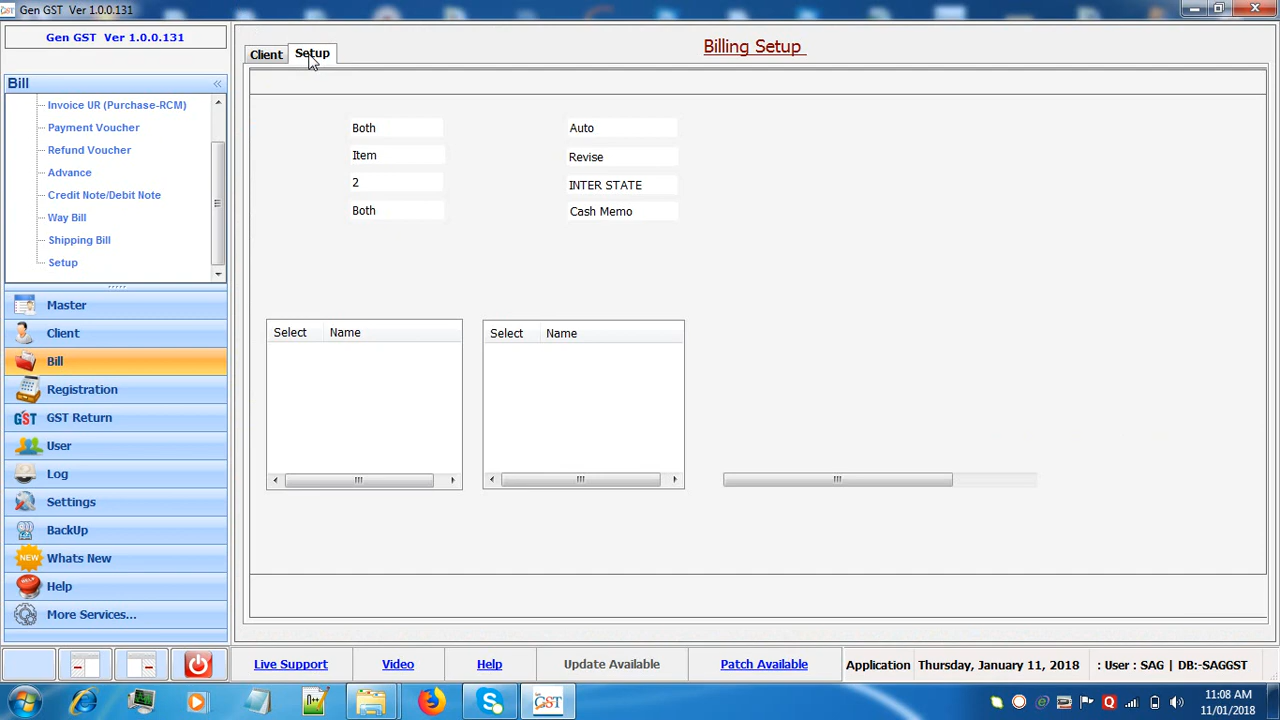 Gen GST Ver 1.0.0.131
Gen GST Ver 1.0.0.131
Bill
Invoice UR (Purchase-RCM)
Payment Voucher
Refund Voucher
Advance
Credit Note/Debit Note
Way Bill
Shipping Bill
Setup
Master
Client
Bill
Registration
GST GST Return
User
Log
Settings
BackUp
NEW Whats New
HELP Help
More Services...
Client Setup
Billing Setup
Both Auto
Item Revise
2 INTER STATE
Both Cash Memo
Select Name Select Name
Live Support Video Help Update Available Patch Available Application Thursday, January 11, 2018 : User : SAG | DB:-SAGGST
GST
11:08 AM
11/01/2018